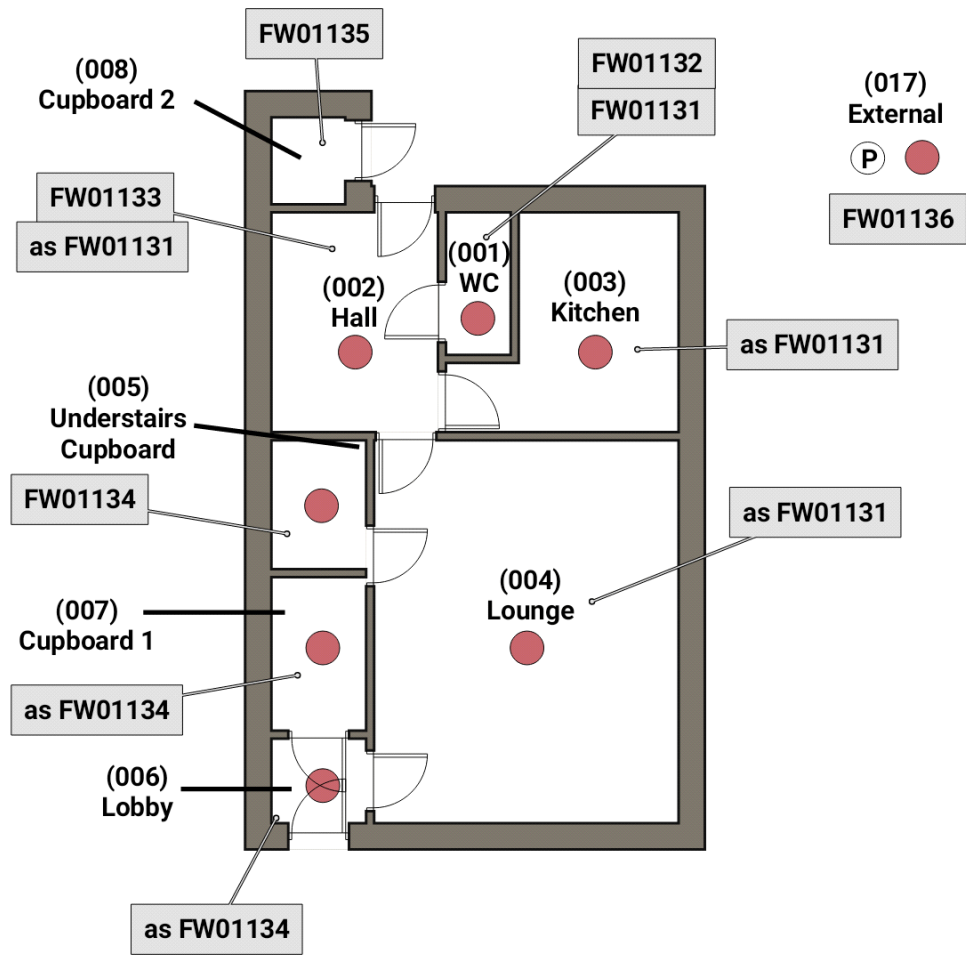 FW01135
(008)
Cupboard 2
FW01132
FW01131
(017)
External
P
FW01136
FW01133
as FW01131
(001)
WC
(002)
Hall
(003)
Kitchen
as FW01131
(005)
Understairs
Cupboard
FW01134
as FW01131
(004)
Lounge
(007)
Cupboard 1
as FW01134
(006)
Lobby
as FW01134